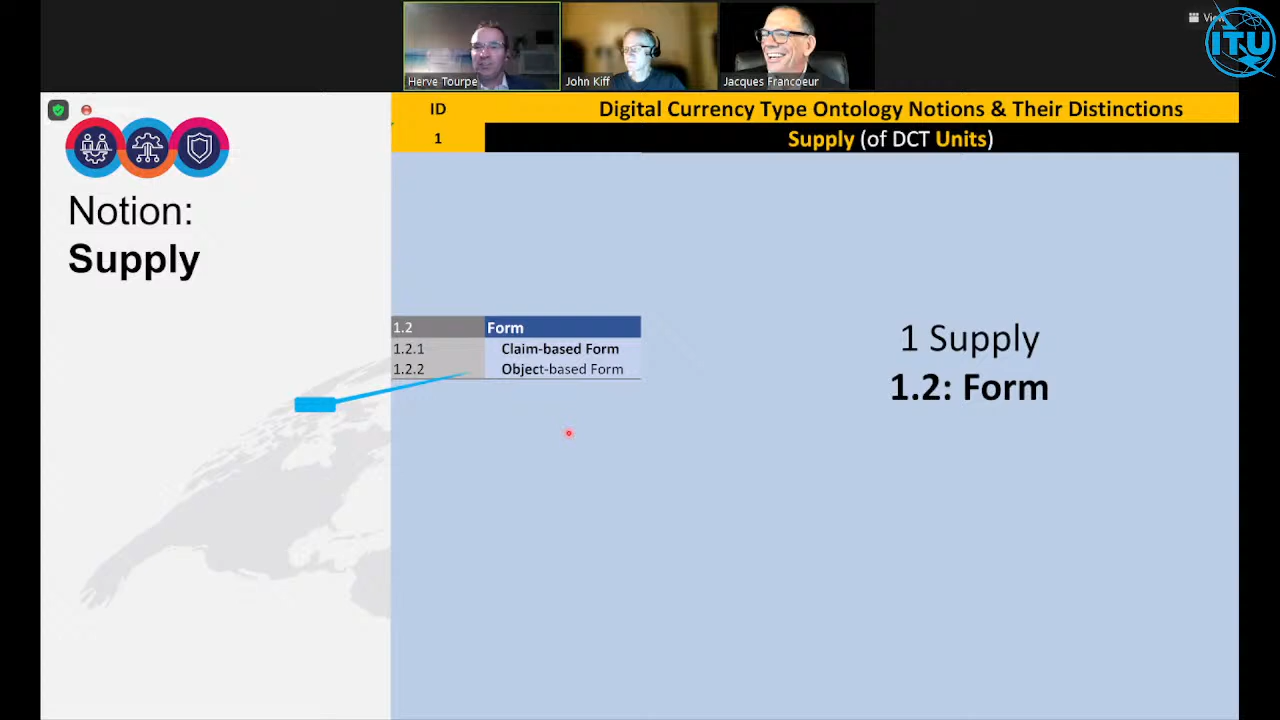 Herve Tourpe
John Kiff
Jacques Francoeur
ITU
ID
Digital Currency Type Ontology Notions & Their Distinctions
1
Supply (of DCT Units)
Notion:
Supply
1.2 Form
1.2.1 Claim-based Form
1.2.2 Object-based Form
1 Supply
1.2: Form